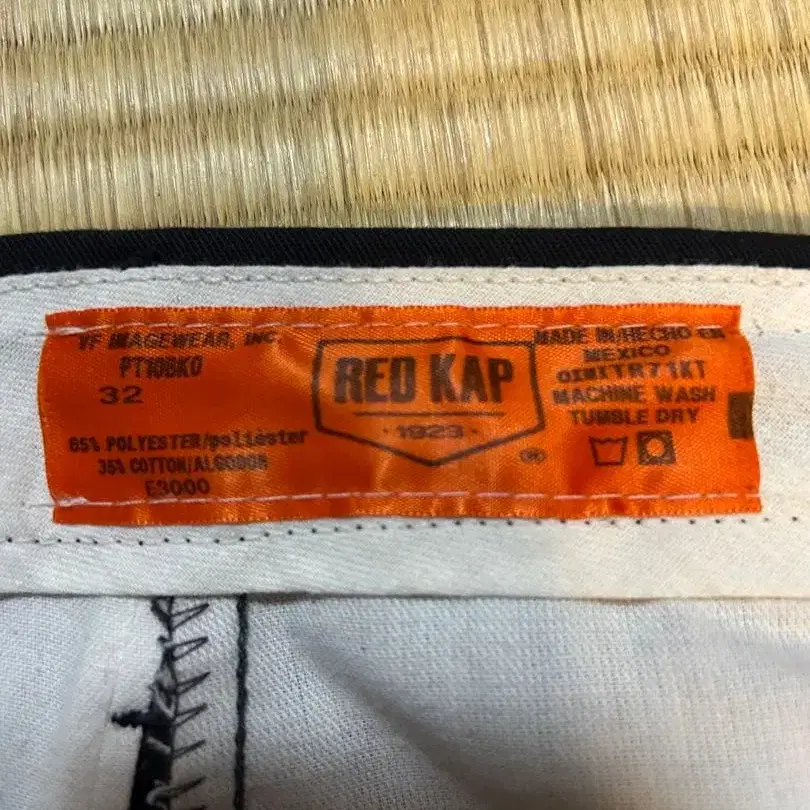 VF IMAGEWEAR, INC.
PT10BK0
32
65% POLYESTER/poliester
35% COTTON/ALGODON
E3000
RED KAP
· 1923 ·
®
MADE IN/HECHO EN
MEXICO
MACHINE WASH
TUMBLE DRY